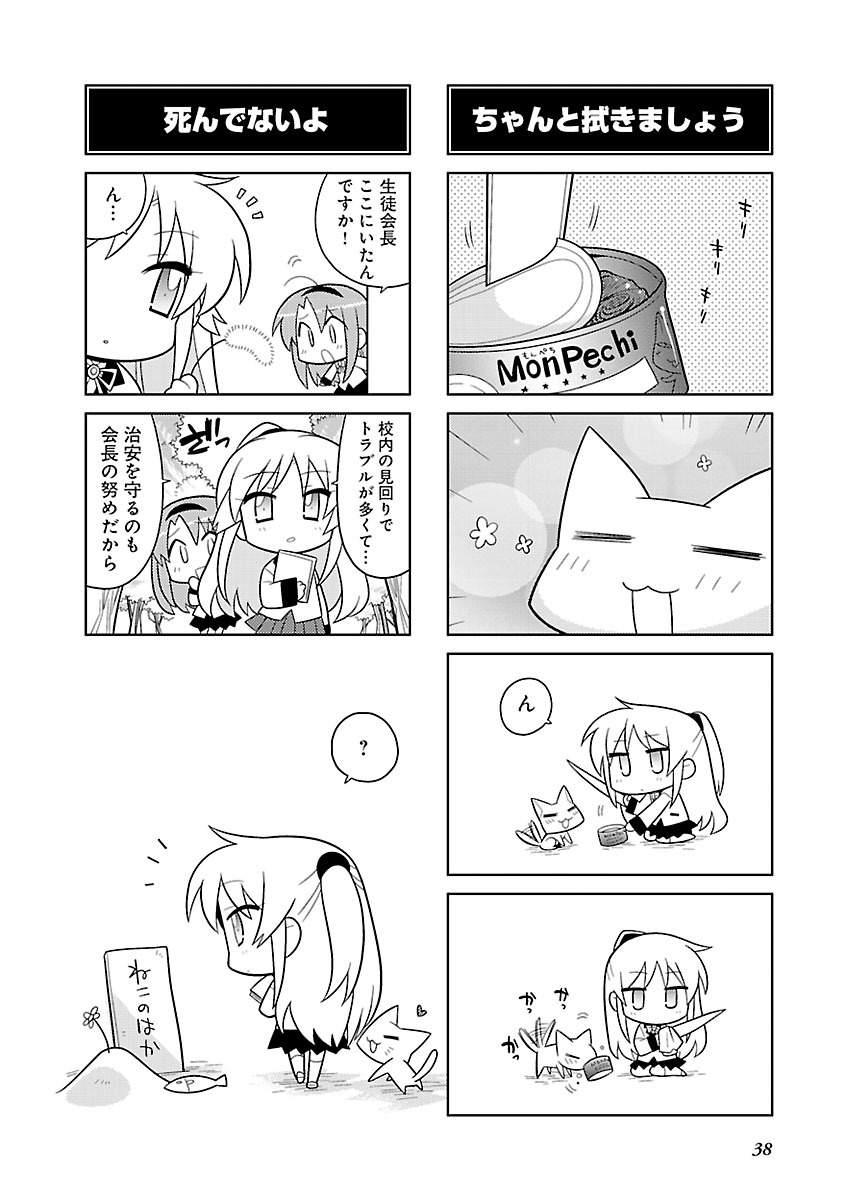 ちゃんと拭きましょう
キリ
キリ
キリ
もんぺち
MonPechi
ん
かっ
かっ
かっ
死んでないよ
生徒会長
ここにいたん
ですか！
ん…
校内の見回りで
トラブルが多くて…
ざっ
治安を守るのも
会長の努めだから
？
ねこのはか
38